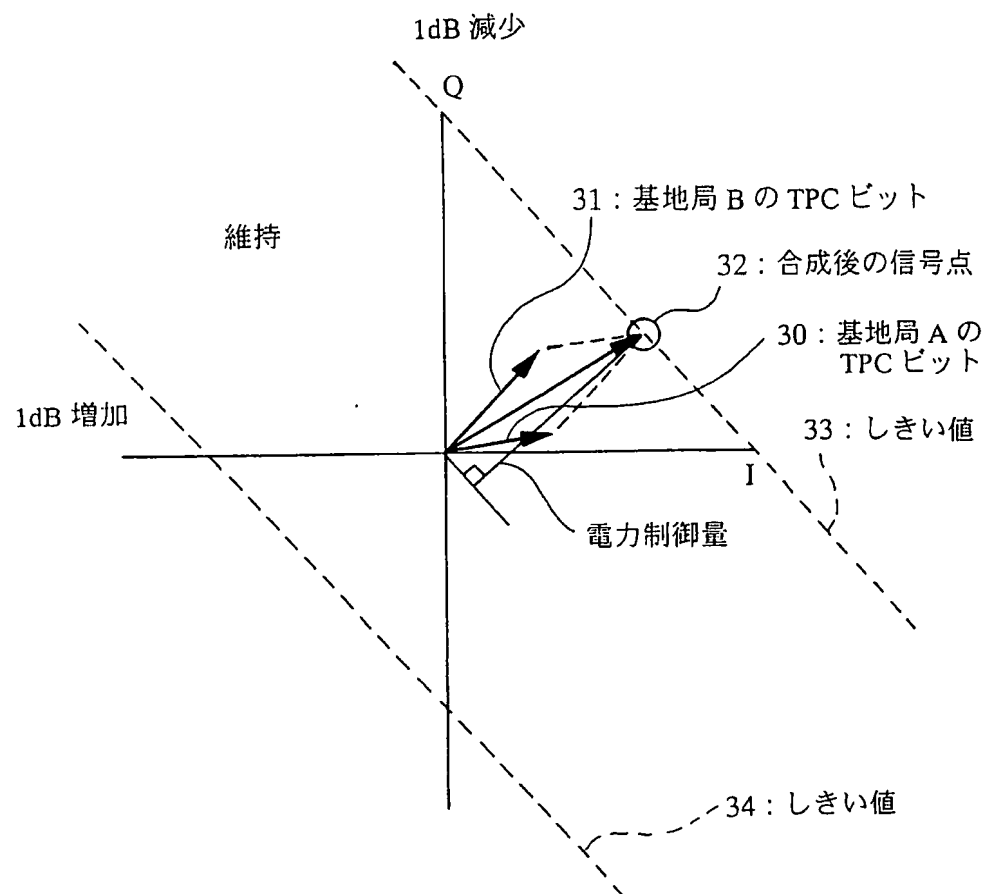 1dB 減少
Q
31：基地局 B の TPC ビット
維持
32：合成後の信号点
30：基地局 A の
TPC ビット
1dB 増加
33：しきい値
I
電力制御量
34：しきい値